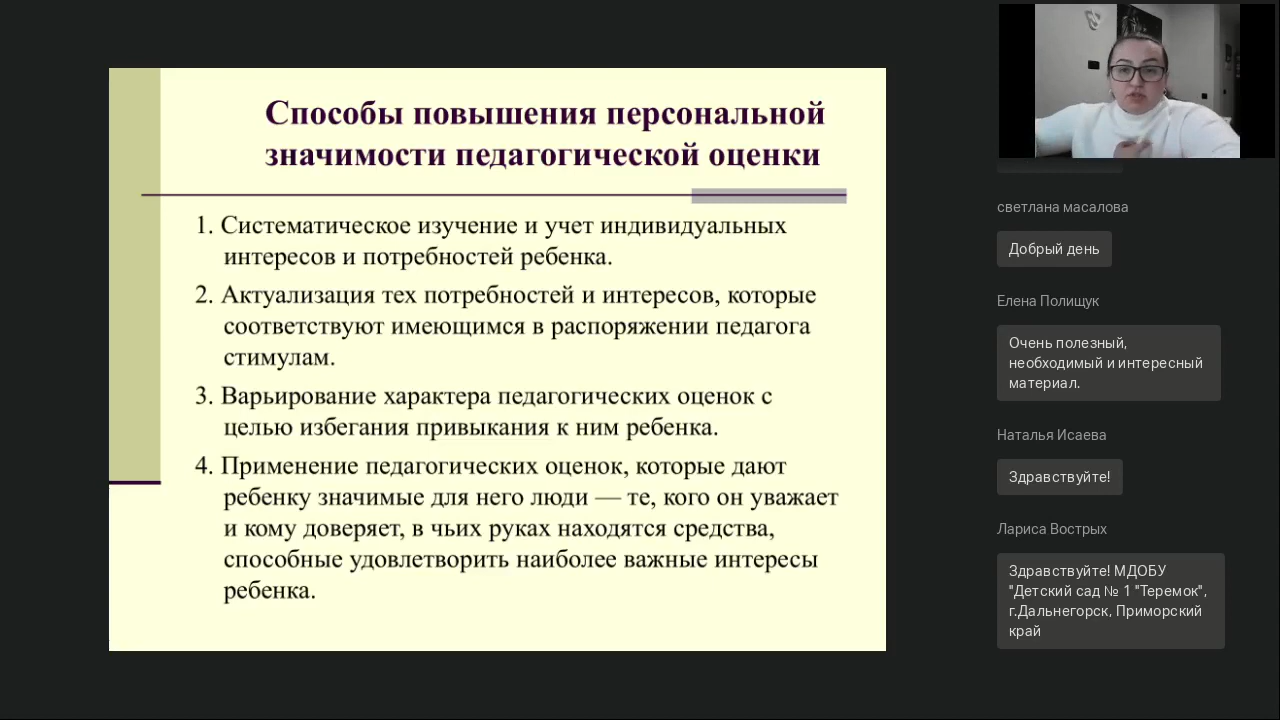 Способы повышения персональной
значимости педагогической оценки
1. Систематическое изучение и учет индивидуальных
интересов и потребностей ребенка.
2. Актуализация тех потребностей и интересов, которые
соответствуют имеющимся в распоряжении педагога
стимулам.
3. Варьирование характера педагогических оценок с
целью избегания привыкания к ним ребенка.
4. Применение педагогических оценок, которые дают
ребенку значимые для него люди — те, кого он уважает
и кому доверяет, в чьих руках находятся средства,
способные удовлетворить наиболее важные интересы
ребенка.
светлана масалова
Добрый день
Елена Полищук
Очень полезный,
необходимый и интересный
материал.
Наталья Исаева
Здравствуйте!
Лариса Вострых
Здравствуйте! МДОБУ
"Детский сад № 1 "Теремок",
г.Дальнегорск, Приморский
край